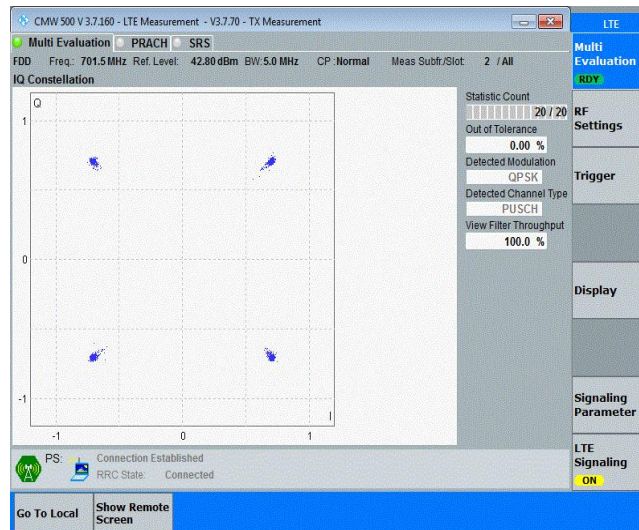 CMW 500 V 3.7.160 - LTE Measurement - V3.7.70 - TX Measurement
LTE
Multi Evaluation PRACH SRS
Multi
Evaluation
RDY
FDD Freq.: 701.5 MHz Ref. Level: 42.80 dBm BW: 5.0 MHz CP : Normal Meas Subfr./Slot: 2 / All
IQ Constellation
Q
1
0
-1
-1 0 1
I
Statistic Count
20 / 20
Out of Tolerance
0.00 %
Detected Modulation
QPSK
Detected Channel Type
PUSCH
View Filter Throughput
100.0 %
RF
Settings
Trigger
Display
Signaling
Parameter
LTE
Signaling
ON
PS: Connection Established
RRC State: Connected
Go To Local
Show Remote
Screen